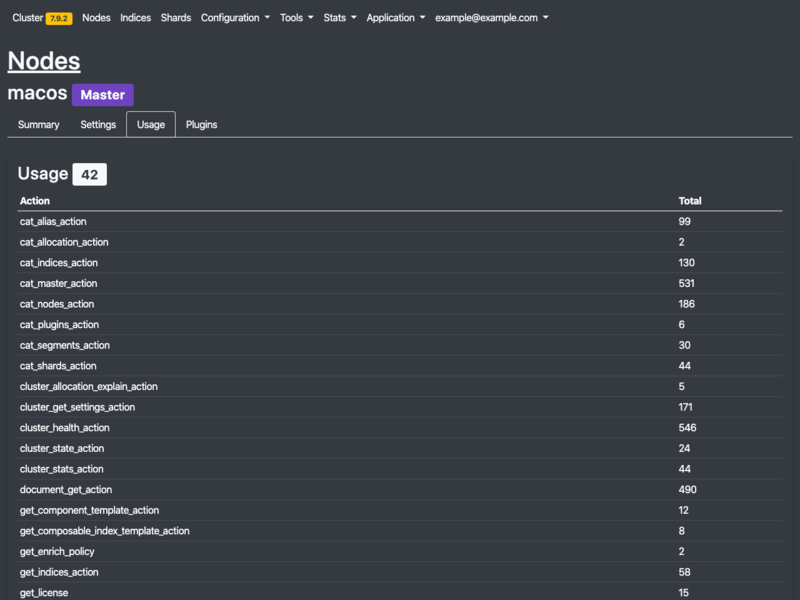 Cluster 7.9.2 Nodes Indices Shards Configuration Tools Stats Application example@example.com
Nodes
macos Master
Summary Settings Usage Plugins
Usage 42
Action Total
cat_alias_action 99
cat_allocation_action 2
cat_indices_action 130
cat_master_action 531
cat_nodes_action 186
cat_plugins_action 6
cat_segments_action 30
cat_shards_action 44
cluster_allocation_explain_action 5
cluster_get_settings_action 171
cluster_health_action 546
cluster_state_action 24
cluster_stats_action 44
document_get_action 490
get_component_template_action 12
get_composable_index_template_action 8
get_enrich_policy 2
get_indices_action 58
get_license 15